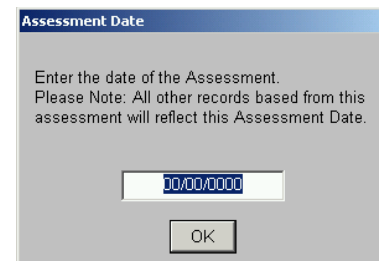 Assessment Date
Enter the date of the Assessment.
Please Note: All other records based from this
assessment will reflect this Assessment Date.
00/00/0000
OK